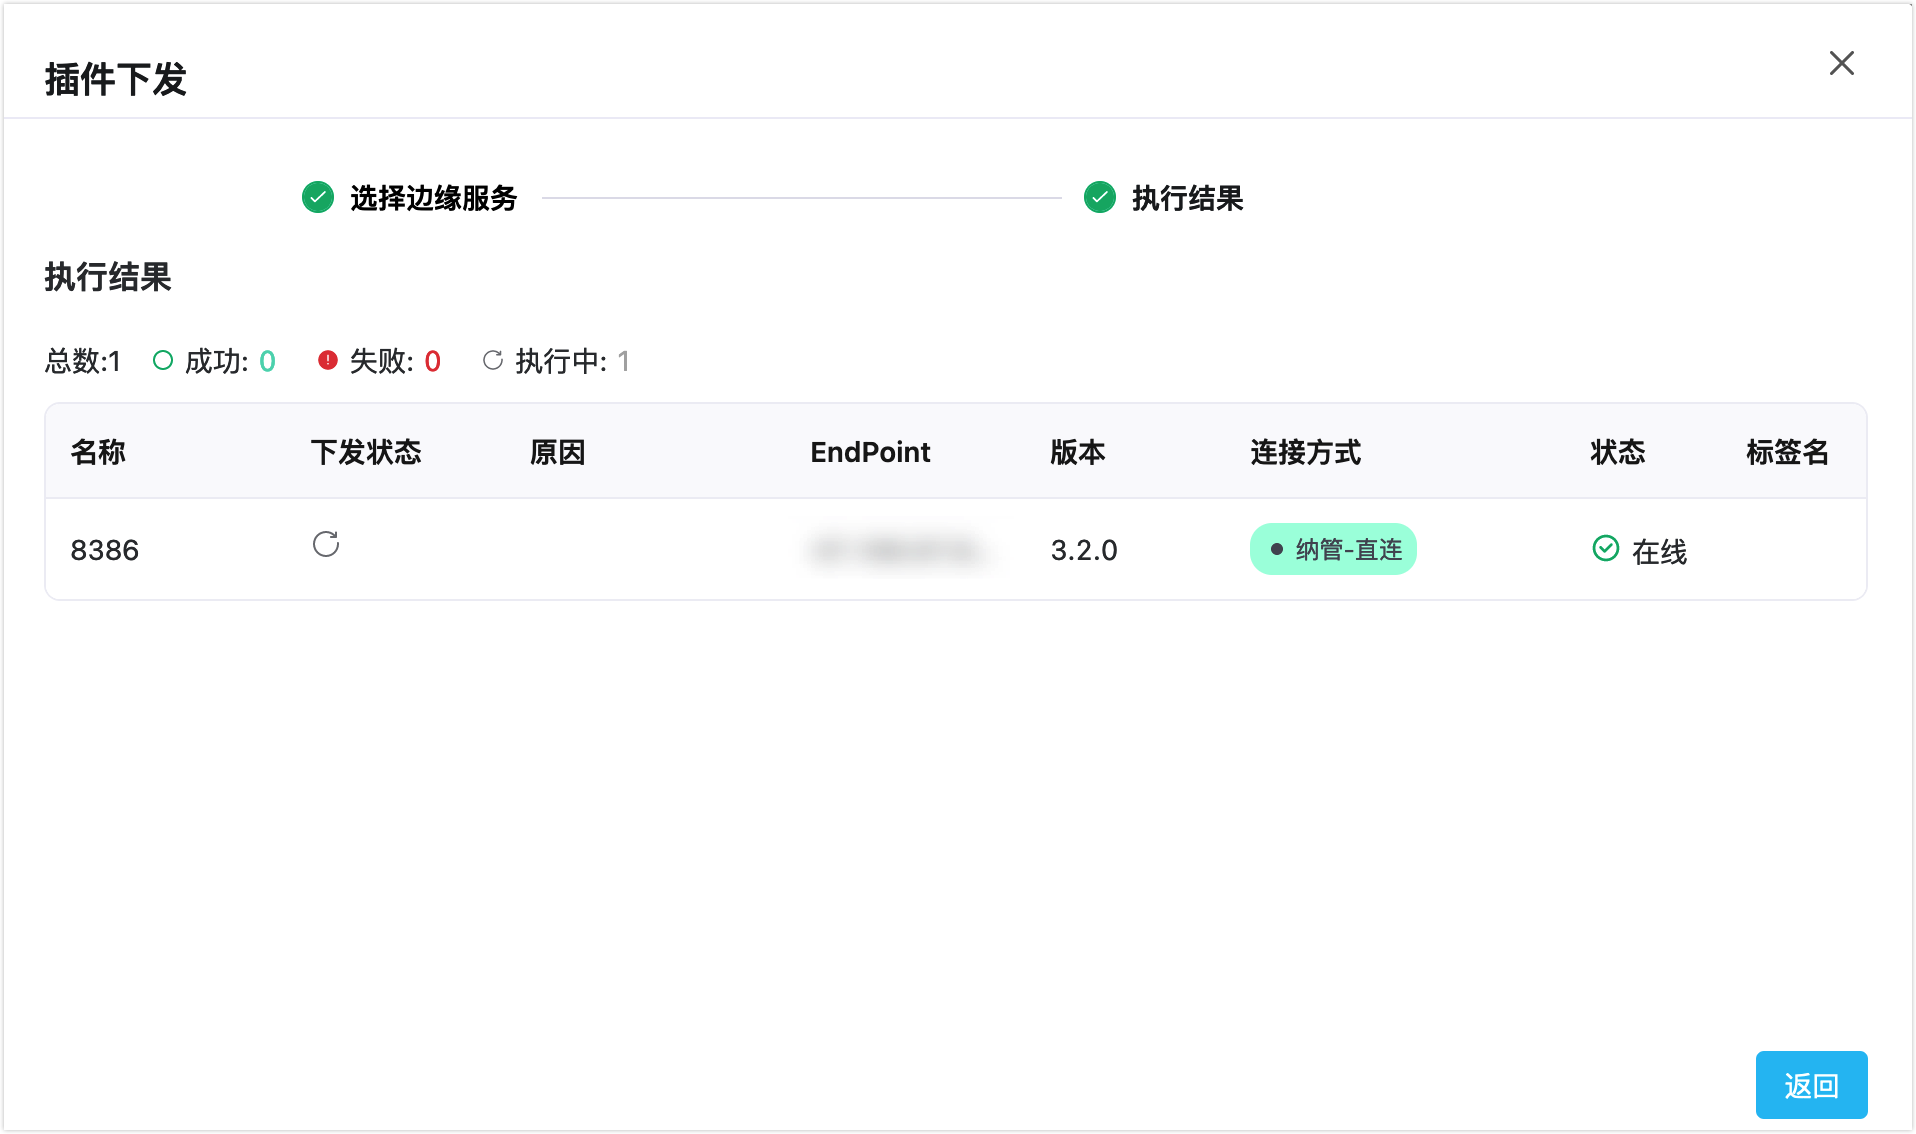 插件下发
选择边缘服务 执行结果
执行结果
总数:1 成功: 0 失败: 0 执行中: 1
名称 下发状态 原因 EndPoint 版本 连接方式 状态 标签名
8386 3.2.0 纳管-直连 在线
返回